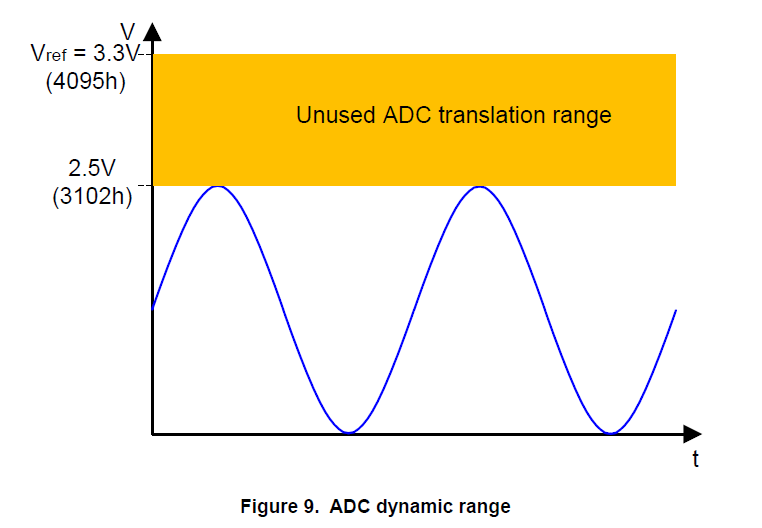 V
Vref = 3.3V
(4095h)
Unused ADC translation range
2.5V
(3102h)
t
Figure 9. ADC dynamic range